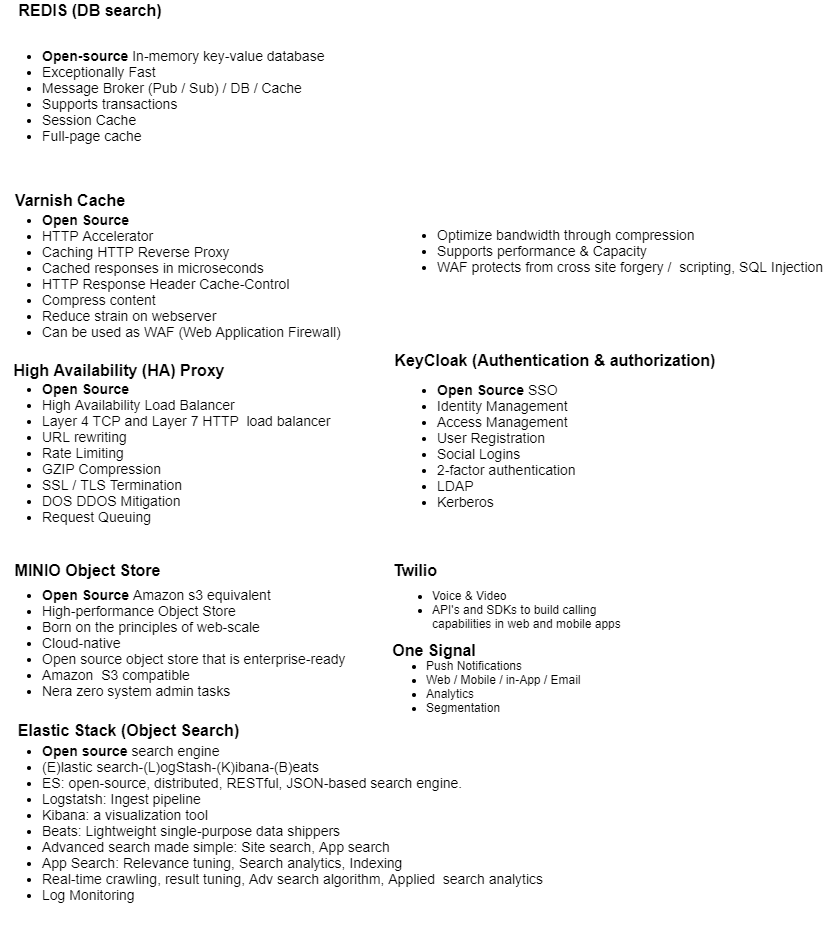 REDIS (DB search)
Open-source In-memory key-value database
Exceptionally Fast
Message Broker (Pub / Sub) / DB / Cache
Supports transactions
Session Cache
Full-page cache
Varnish Cache
Open Source
HTTP Accelerator
Caching HTTP Reverse Proxy
Cached responses in microseconds
HTTP Response Header Cache-Control
Compress content
Reduce strain on webserver
Can be used as WAF (Web Application Firewall)
Optimize bandwidth through compression
Supports performance & Capacity
WAF protects from cross site forgery /  scripting, SQL Injection
High Availability (HA) Proxy
Open Source
High Availability Load Balancer
Layer 4 TCP and Layer 7 HTTP  load balancer
URL rewriting
Rate Limiting
GZIP Compression
SSL / TLS Termination
DOS DDOS Mitigation
Request Queuing
KeyCloak (Authentication & authorization)
Open Source SSO
Identity Management
Access Management
User Registration
Social Logins
2-factor authentication
LDAP
Kerberos
MINIO Object Store
Open Source Amazon s3 equivalent
High-performance Object Store
Born on the principles of web-scale
Cloud-native
Open source object store that is enterprise-ready
Amazon  S3 compatible
Nera zero system admin tasks
Twilio
Voice & Video
API's and SDKs to build calling
capabilities in web and mobile apps
One Signal
Push Notifications
Web / Mobile / in-App / Email
Analytics
Segmentation
Elastic Stack (Object Search)
Open source search engine
(E)lastic search-(L)ogStash-(K)ibana-(B)eats
ES: open-source, distributed, RESTful, JSON-based search engine.
Logstatsh: Ingest pipeline
Kibana: a visualization tool
Beats: Lightweight single-purpose data shippers
Advanced search made simple: Site search, App search
App Search: Relevance tuning, Search analytics, Indexing
Real-time crawling, result tuning, Adv search algorithm, Applied  search analytics
Log Monitoring